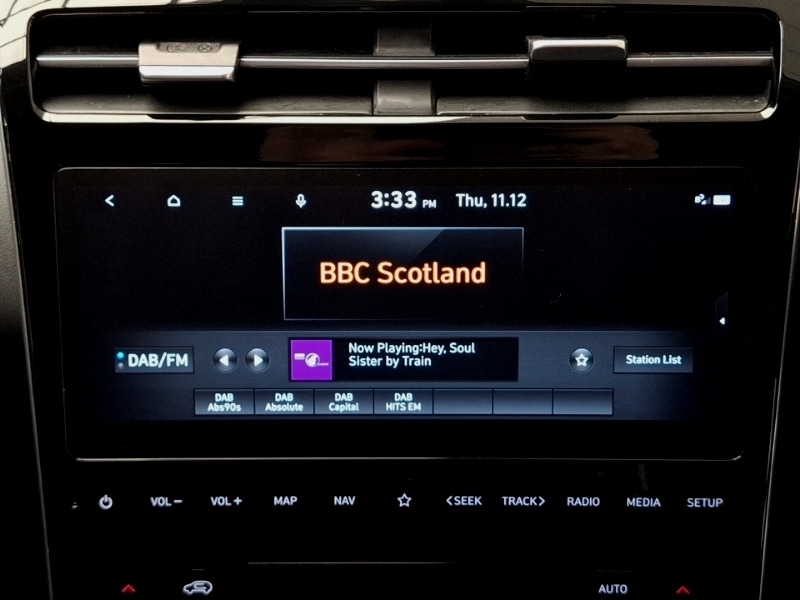 3:33 PM Thu, 11.12
BBC Scotland
DAB/FM
Now Playing:Hey, Soul
Sister by Train
Station List
DAB
Abs90s
DAB
Absolute
DAB
Capital
DAB
HITS EM
VOL− VOL+ MAP NAV <SEEK TRACK> RADIO MEDIA SETUP
AUTO